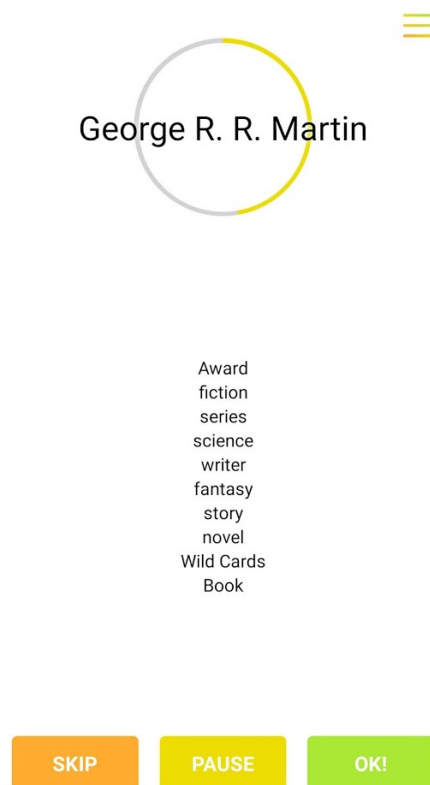 George R. R. Martin
Award
fiction
series
science
writer
fantasy
story
novel
Wild Cards
Book
SKIP PAUSE OK!